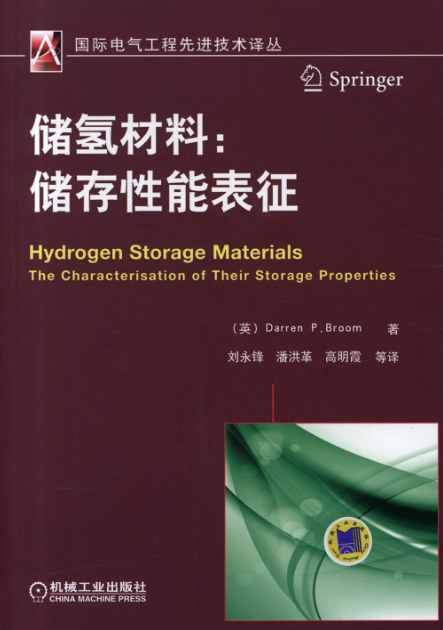 国际电气工程先进技术译丛
Springer
储氢材料：
储存性能表征
Hydrogen Storage Materials
The Characterisation of Their Storage Properties
（英）Darren P.Broom 著
刘永锋 潘洪革 高明霞 等译
机械工业出版社
CHINA MACHINE PRESS